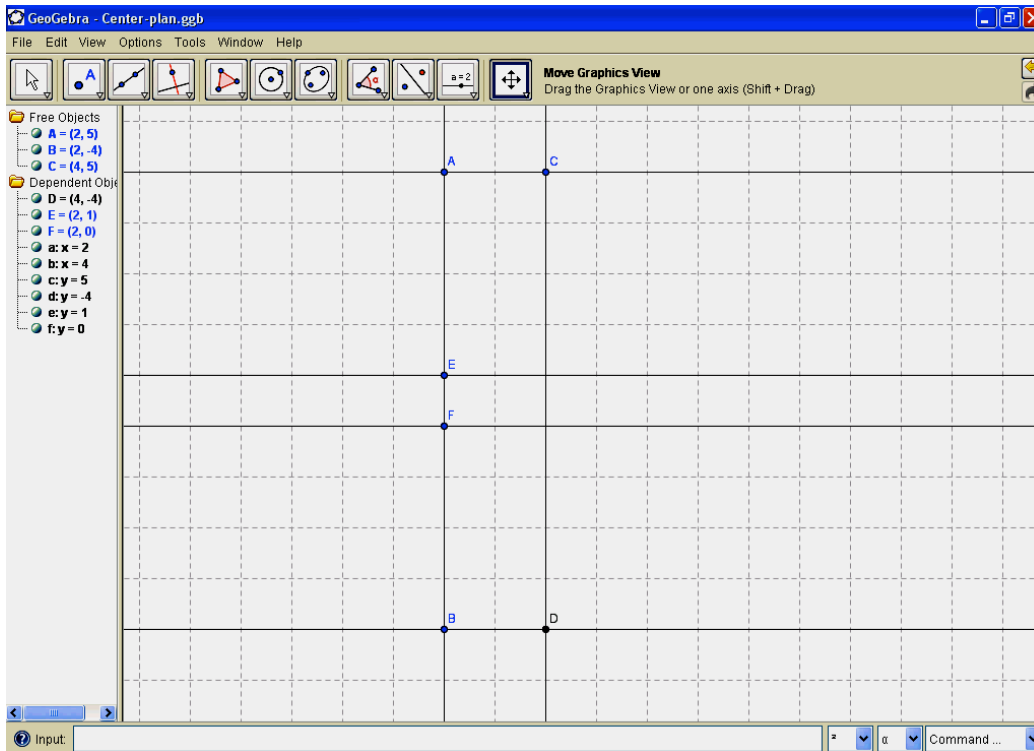 GeoGebra - Center-plan.ggb
File Edit View Options Tools Window Help
A
α
a=2
Move Graphics View
Drag the Graphics View or one axis (Shift + Drag)
Free Objects
A = (2, 5)
B = (2, -4)
C = (4, 5)
Dependent Obje
D = (4, -4)
E = (2, 1)
F = (2, 0)
a: x = 2
b: x = 4
c: y = 5
d: y = -4
e: y = 1
f: y = 0
A C
E
F
B D
Input: ² α Command ...